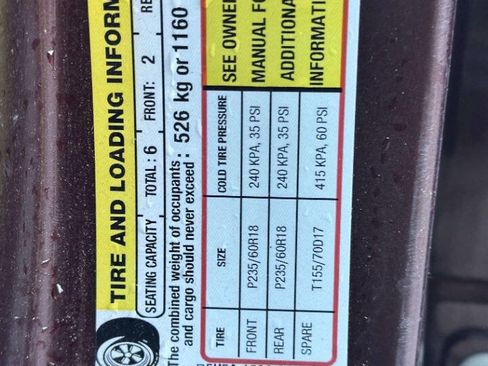 TIRE AND LOADING INFORM
SEATING CAPACITY TOTAL : 6 FRONT: 2 RE
The combined weight of occupants
and cargo should never exceed : 526 kg or 1160
TIRE SIZE COLD TIRE PRESSURE
FRONT P235/60R18 240 KPA, 35 PSI
REAR P235/60R18 240 KPA, 35 PSI
SPARE T155/70D17 415 KPA, 60 PSI
SEE OWNER
MANUAL FO
ADDITIONA
INFORMATI